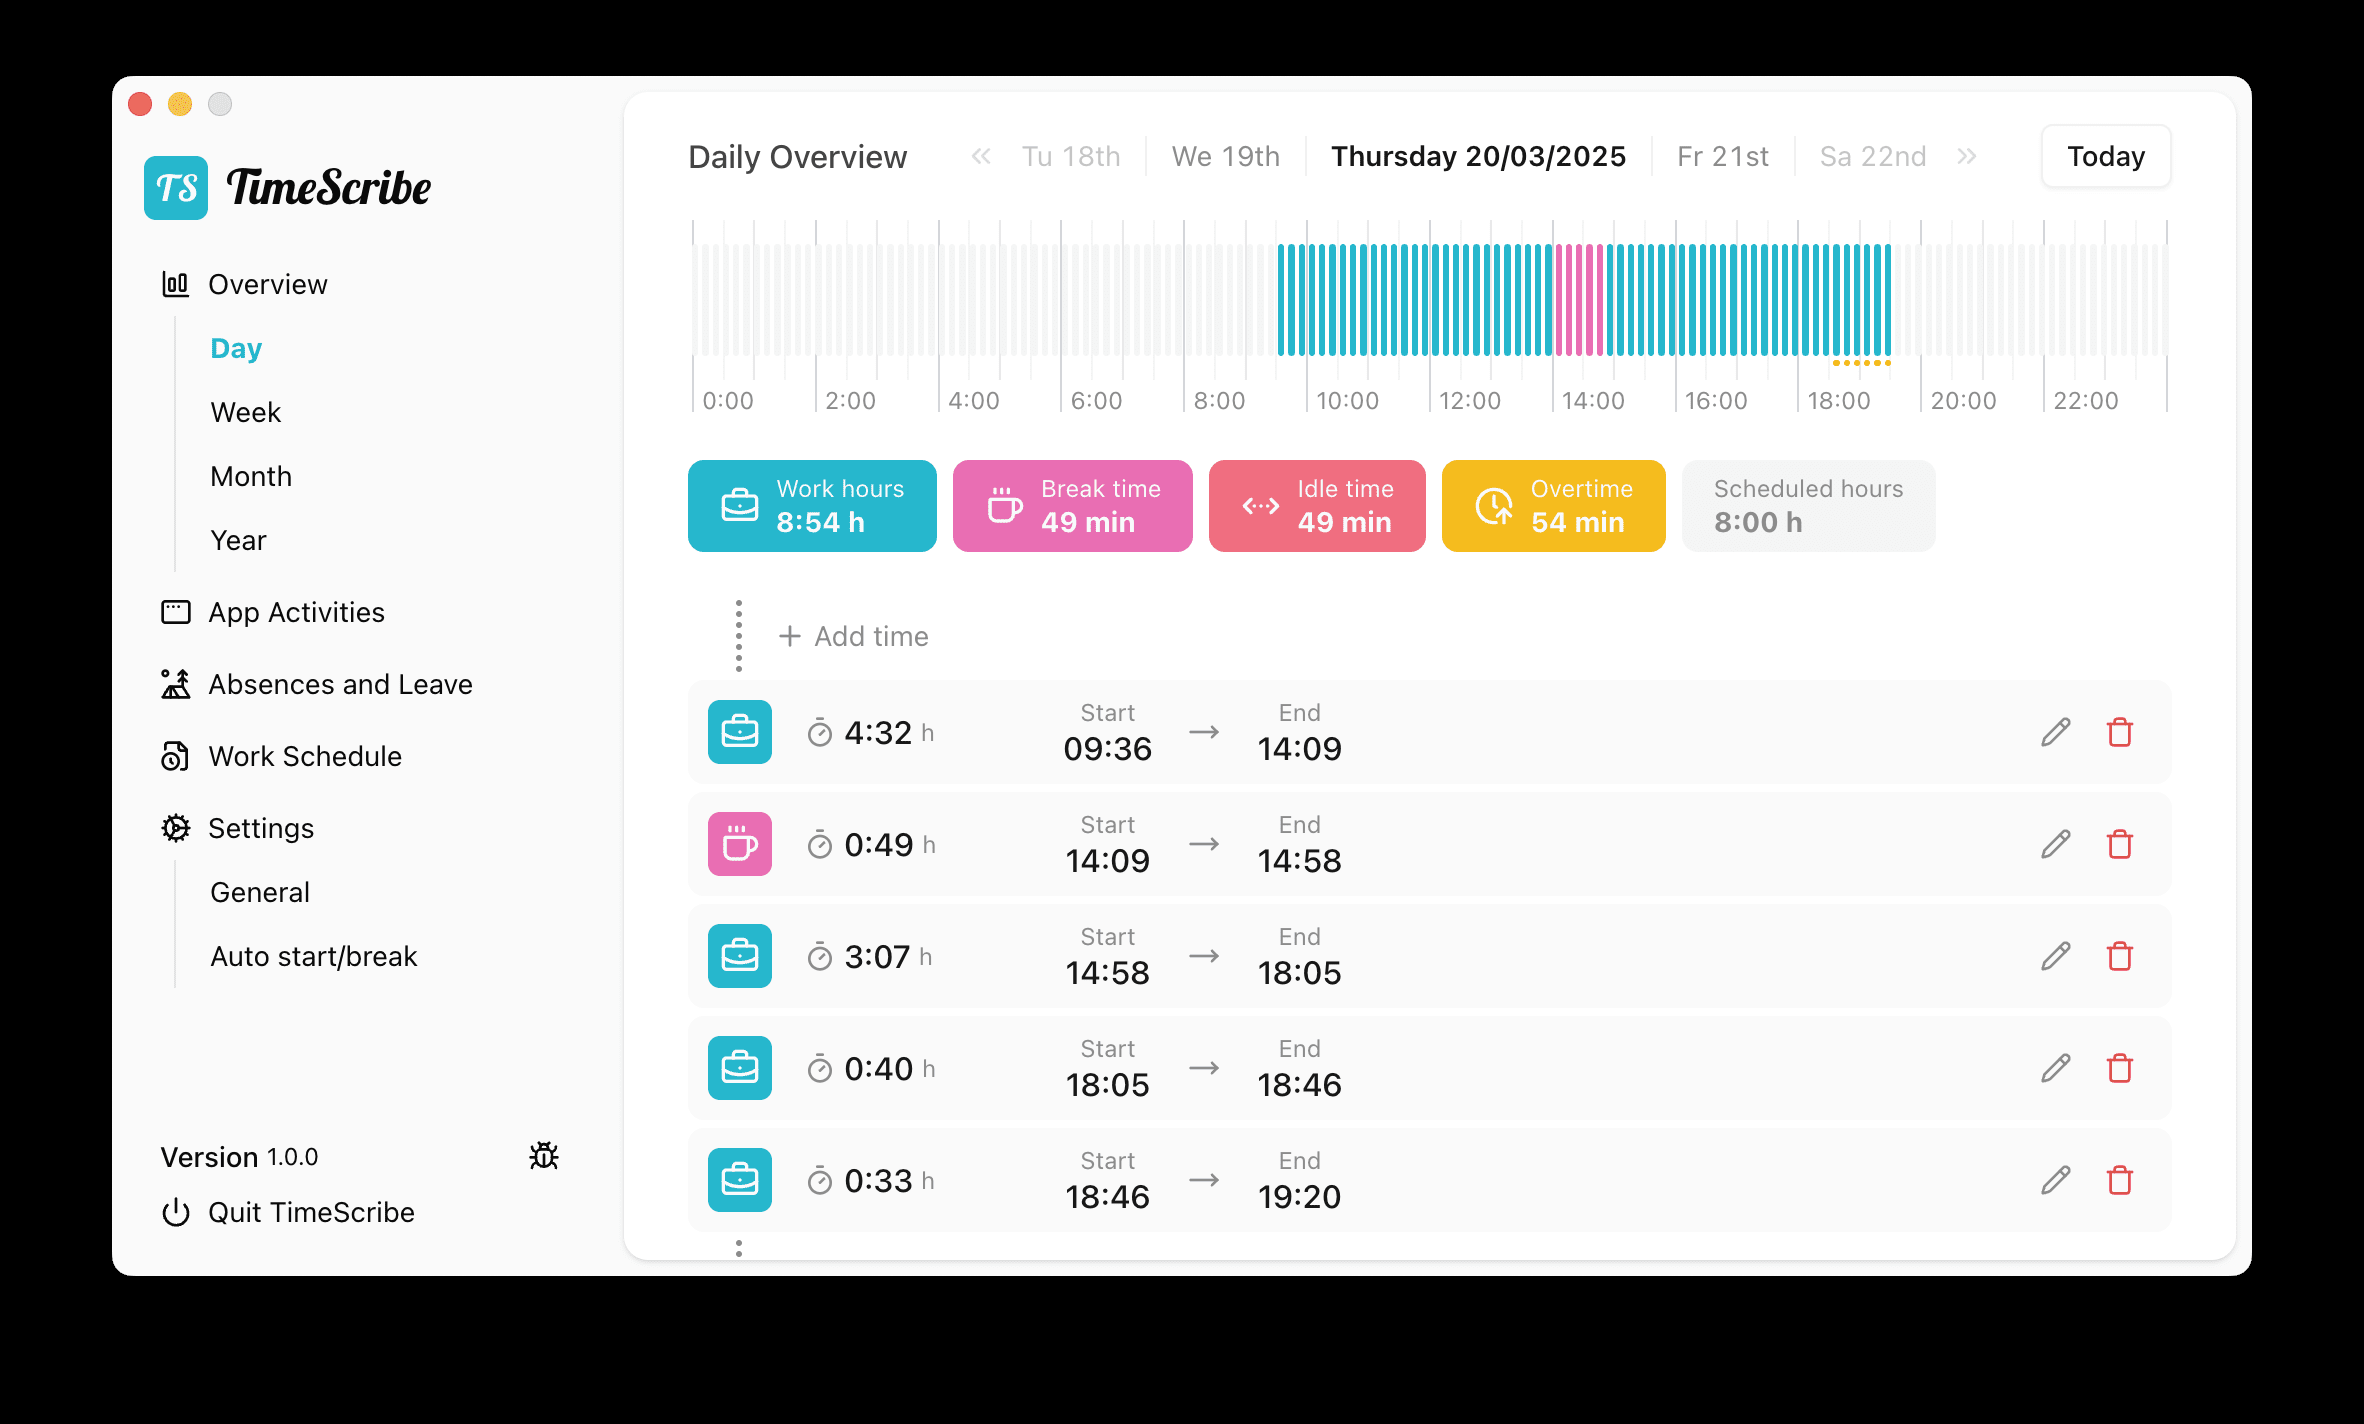 TS TimeScribe
Overview
Day
Week
Month
Year
App Activities
Absences and Leave
Work Schedule
Settings
General
Auto start/break
Version 1.0.0
Quit TimeScribe
Daily Overview
Tu 18th
We 19th
Thursday 20/03/2025
Fr 21st
Sa 22nd
Today
0:00 2:00 4:00 6:00 8:00 10:00 12:00 14:00 16:00 18:00 20:00 22:00
Work hours
8:54 h
Break time
49 min
Idle time
49 min
Overtime
54 min
Scheduled hours
8:00 h
Add time
4:32 h
Start
09:36
End
14:09
0:49 h
Start
14:09
End
14:58
3:07 h
Start
14:58
End
18:05
0:40 h
Start
18:05
End
18:46
0:33 h
Start
18:46
End
19:20